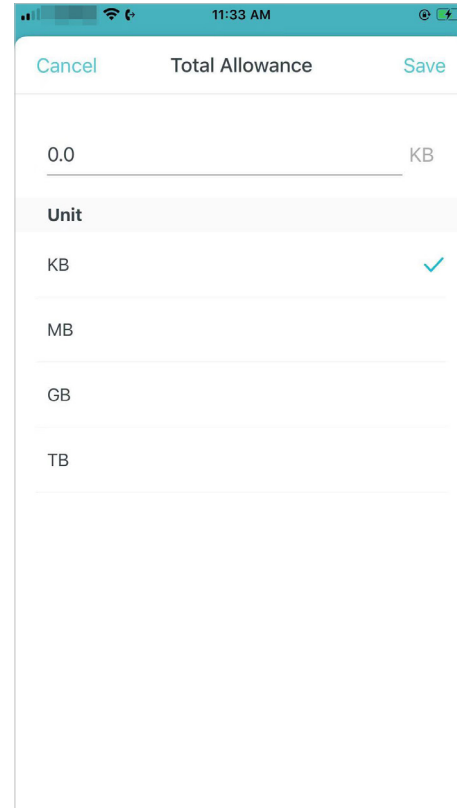 11:33 AM
Cancel Total Allowance Save
0.0 KB
Unit
KB
MB
GB
TB